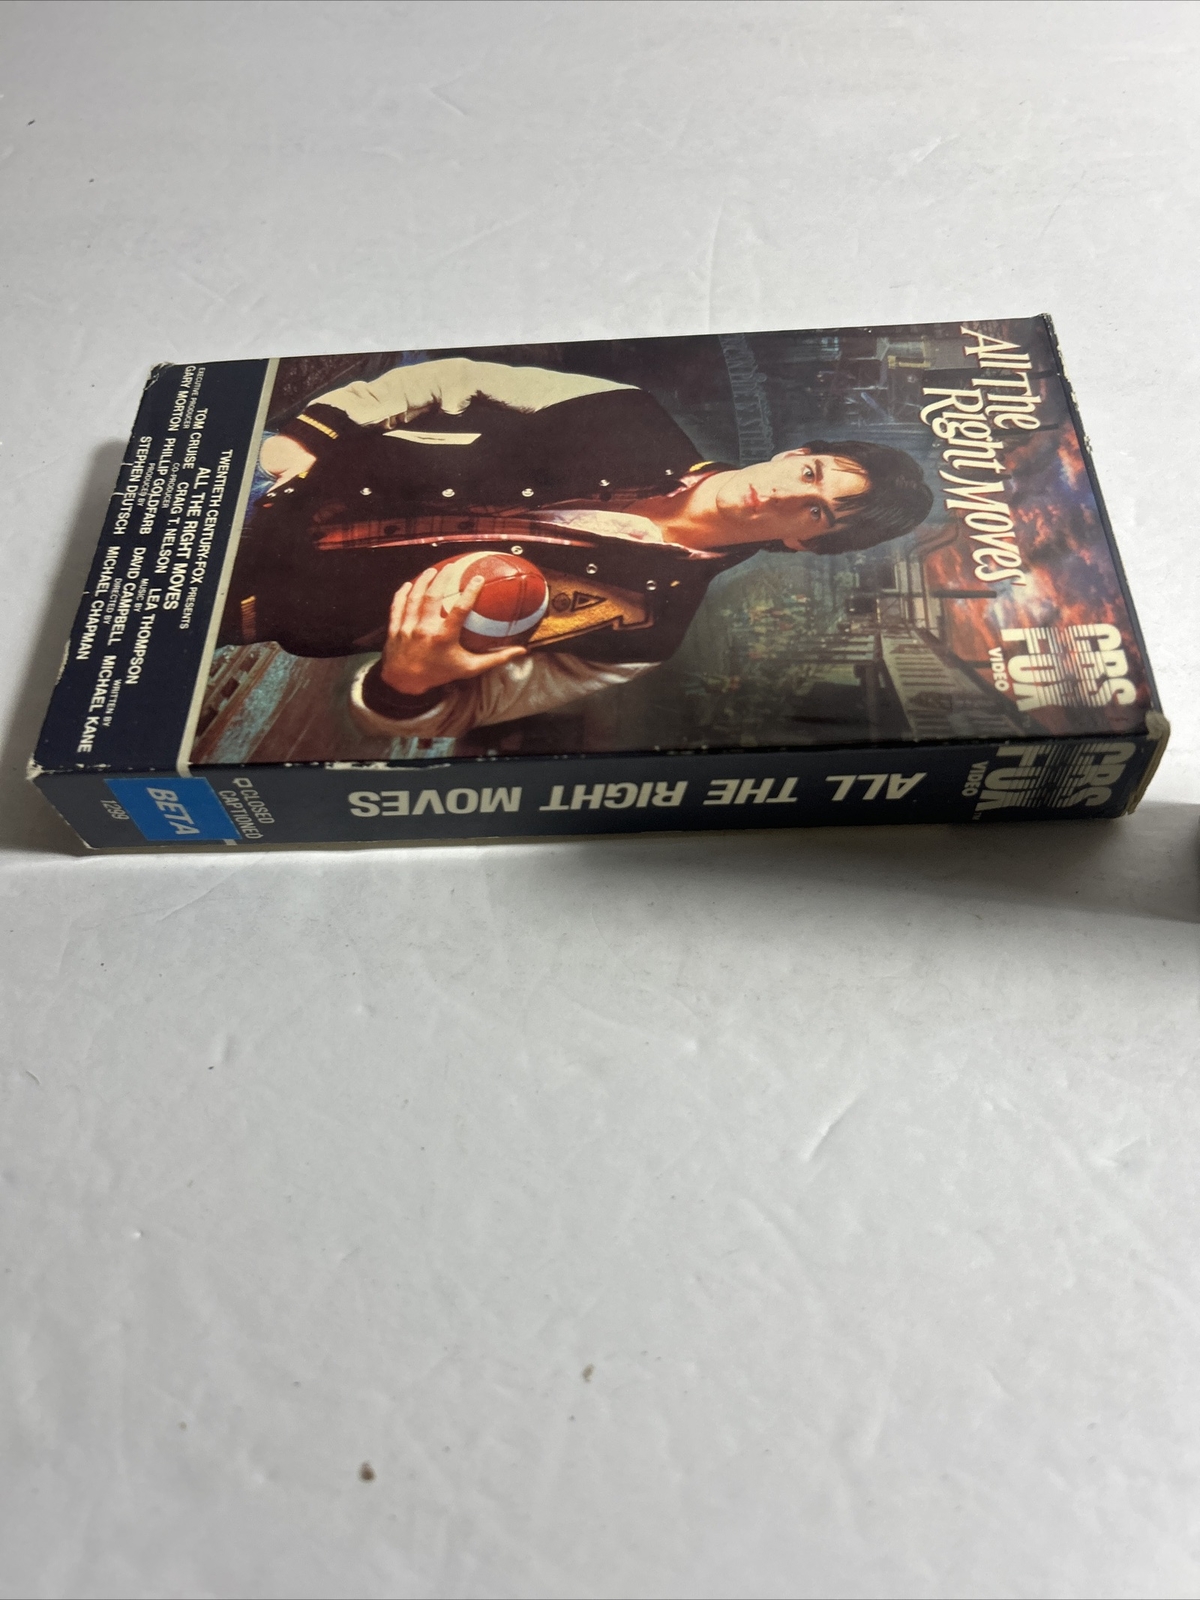 All The
Right Moves
CBS
FOX
VIDEO
A
TWENTIETH CENTURY-FOX PRESENTS
ALL THE RIGHT MOVES
TOM CRUISE CRAIG T. NELSON LEA THOMPSON
EXECUTIVE PRODUCER CO-PRODUCER MUSIC BY WRITTEN BY
GARY MORTON PHILLIP GOLDFARB DAVID CAMPBELL MICHAEL KANE
PRODUCED BY DIRECTED BY
STEPHEN DEUTSCH MICHAEL CHAPMAN
CBS
FOX
VIDEO
ALL THE RIGHT MOVES
CLOSED
CAPTIONED
BETA
1299